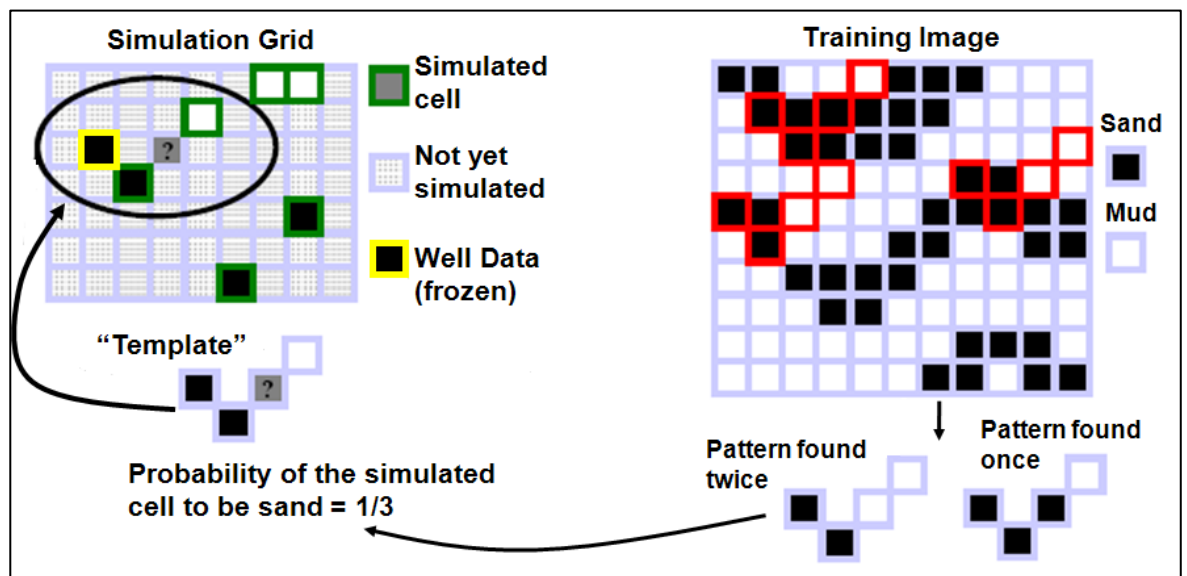 Simulation Grid
Simulated
cell
?
Not yet
simulated
Well Data
(frozen)
“Template”
?
Probability of the simulated
cell to be sand = 1/3
Training Image
Sand
Mud
Pattern found
twice
Pattern found
once